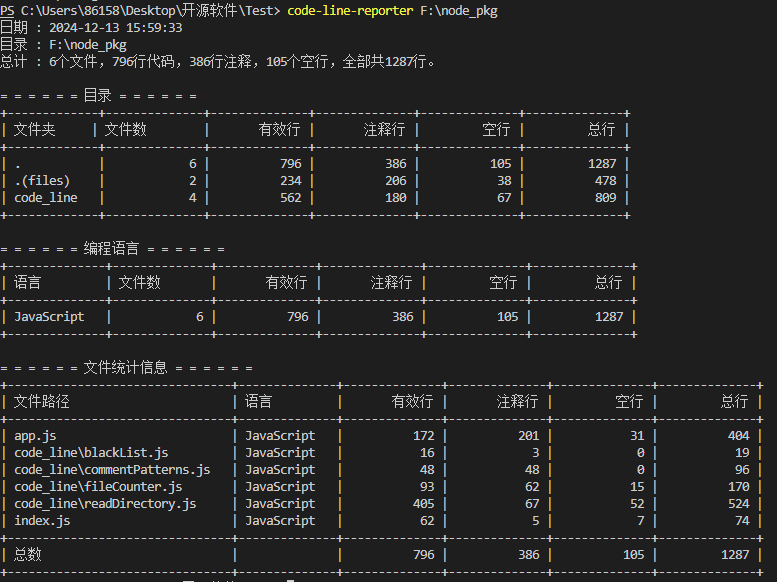 PS C:\Users\86158\Desktop\开源软件\Test> code-line-reporter F:\node_pkg
日期 : 2024-12-13 15:59:33
目录 : F:\node_pkg
总计 : 6个文件，796行代码，386行注释，105个空行，全部共1287行。
= = = = = = 目录 = = = = = =
+-------------+--------------+--------------+--------------+--------------+--------------+
| 文件夹 | 文件数 | 有效行 | 注释行 | 空行 | 总行 |
+-------------+--------------+--------------+--------------+--------------+--------------+
| . | 6 | 796 | 386 | 105 | 1287 |
| .(files) | 2 | 234 | 206 | 38 | 478 |
| code_line | 4 | 562 | 180 | 67 | 809 |
+-------------+--------------+--------------+--------------+--------------+--------------+
= = = = = = 编程语言 = = = = = =
+--------------+--------------+--------------+--------------+--------------+--------------+
| 语言 | 文件数 | 有效行 | 注释行 | 空行 | 总行 |
+--------------+--------------+--------------+--------------+--------------+--------------+
| JavaScript | 6 | 796 | 386 | 105 | 1287 |
+--------------+--------------+--------------+--------------+--------------+--------------+
= = = = = = 文件统计信息 = = = = = =
+--------------------------------+--------------+--------------+--------------+--------------+--------------+
| 文件路径 | 语言 | 有效行 | 注释行 | 空行 | 总行 |
+--------------------------------+--------------+--------------+--------------+--------------+--------------+
| app.js | JavaScript | 172 | 201 | 31 | 404 |
| code_line\blackList.js | JavaScript | 16 | 3 | 0 | 19 |
| code_line\commentPatterns.js | JavaScript | 48 | 48 | 0 | 96 |
| code_line\fileCounter.js | JavaScript | 93 | 62 | 15 | 170 |
| code_line\readDirectory.js | JavaScript | 405 | 67 | 52 | 524 |
| index.js | JavaScript | 62 | 5 | 7 | 74 |
+--------------------------------+--------------+--------------+--------------+--------------+--------------+
| 总数 | | 796 | 386 | 105 | 1287 |
+--------------------------------+--------------+--------------+--------------+--------------+--------------+